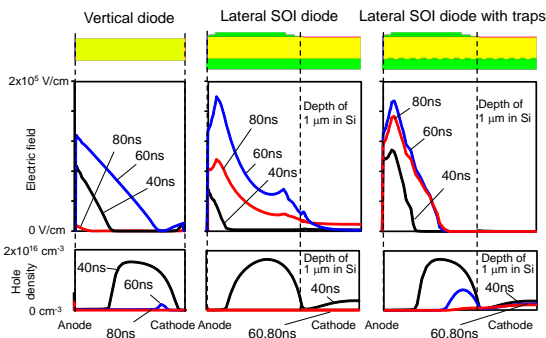 Vertical diode
Lateral SOI diode
Lateral SOI diode with traps
2x10⁵ V/cm
Electric field
0 V/cm
80ns
60ns
40ns
Depth of
1 μm in Si
80ns
60ns
40ns
Depth of
1 μm in Si
80ns
60ns
40ns
2x10¹⁶ cm⁻³
Hole
density
0 cm⁻³
40ns
60ns
80ns
Anode
Cathode
Depth of
1 μm in Si
40ns
60,80ns
Anode
Cathode
Depth of
1 μm in Si
40ns
60,80ns
Anode
Cathode